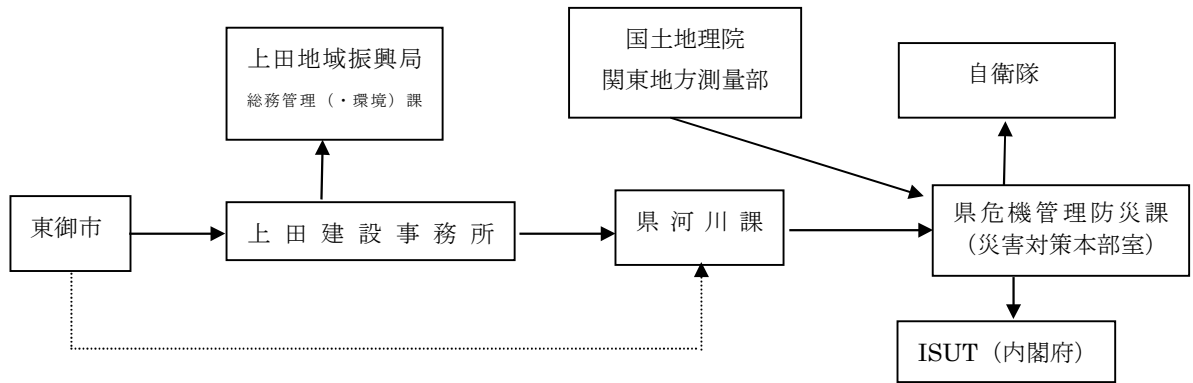 上田地域振興局
総務管理（・環境）課
国土地理院
関東地方測量部
自衛隊
東御市
上田建設事務所
県河川課
県危機管理防災課
（災害対策本部室）
ISUT（内閣府）